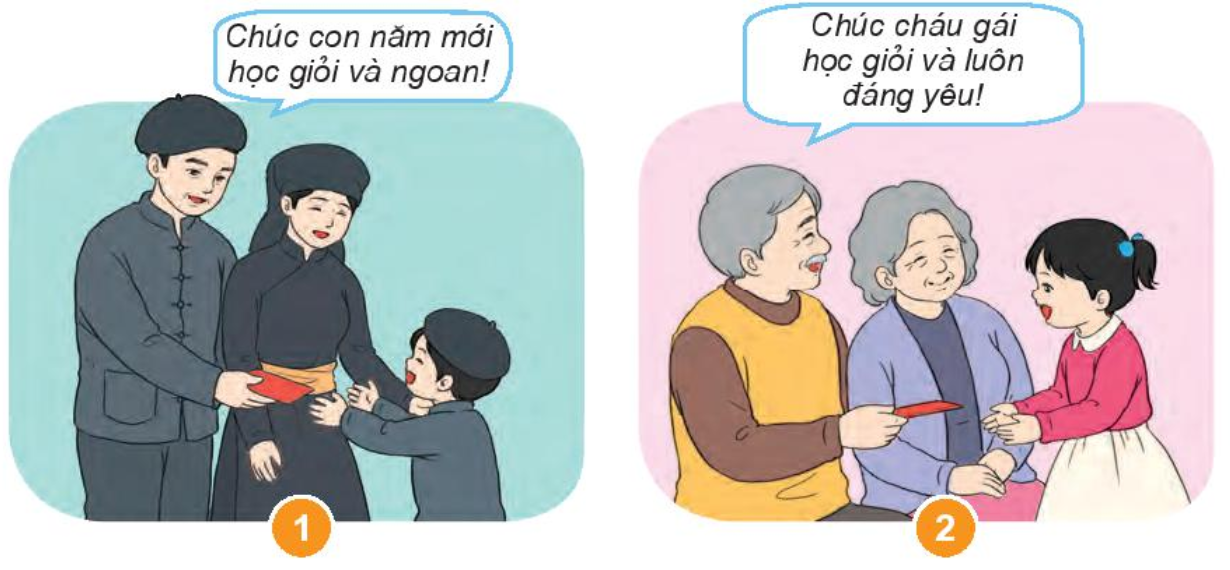 Chúc con năm mới
học giỏi và ngoan!
Chúc cháu gái
học giỏi và luôn
đáng yêu!
1
2